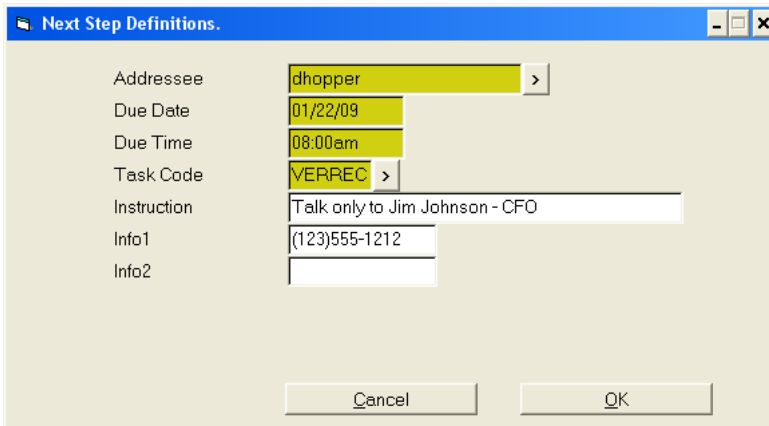 Next Step Definitions.
Addressee dhopper >
Due Date 01/22/09
Due Time 08:00am
Task Code VERREC >
Instruction Talk only to Jim Johnson - CFO
Info1 (123)555-1212
Info2
Cancel OK